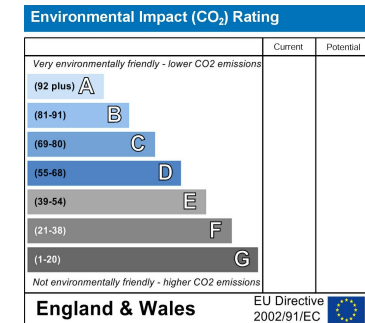 Environmental Impact (CO₂) Rating
Current Potential
Very environmentally friendly - lower CO2 emissions
(92 plus) A
(81-91) B
(69-80) C
(55-68) D
(39-54) E
(21-38) F
(1-20) G
Not environmentally friendly - higher CO2 emissions
England & Wales
EU Directive
2002/91/EC